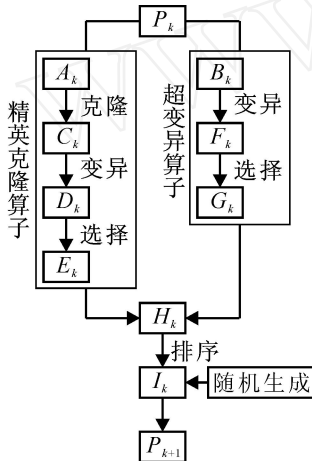 P_k
精英克隆算子
A_k
克隆
C_k
变异
D_k
选择
E_k
超变异算子
B_k
变异
F_k
选择
G_k
H_k
排序
I_k
随机生成
P_{k+1}